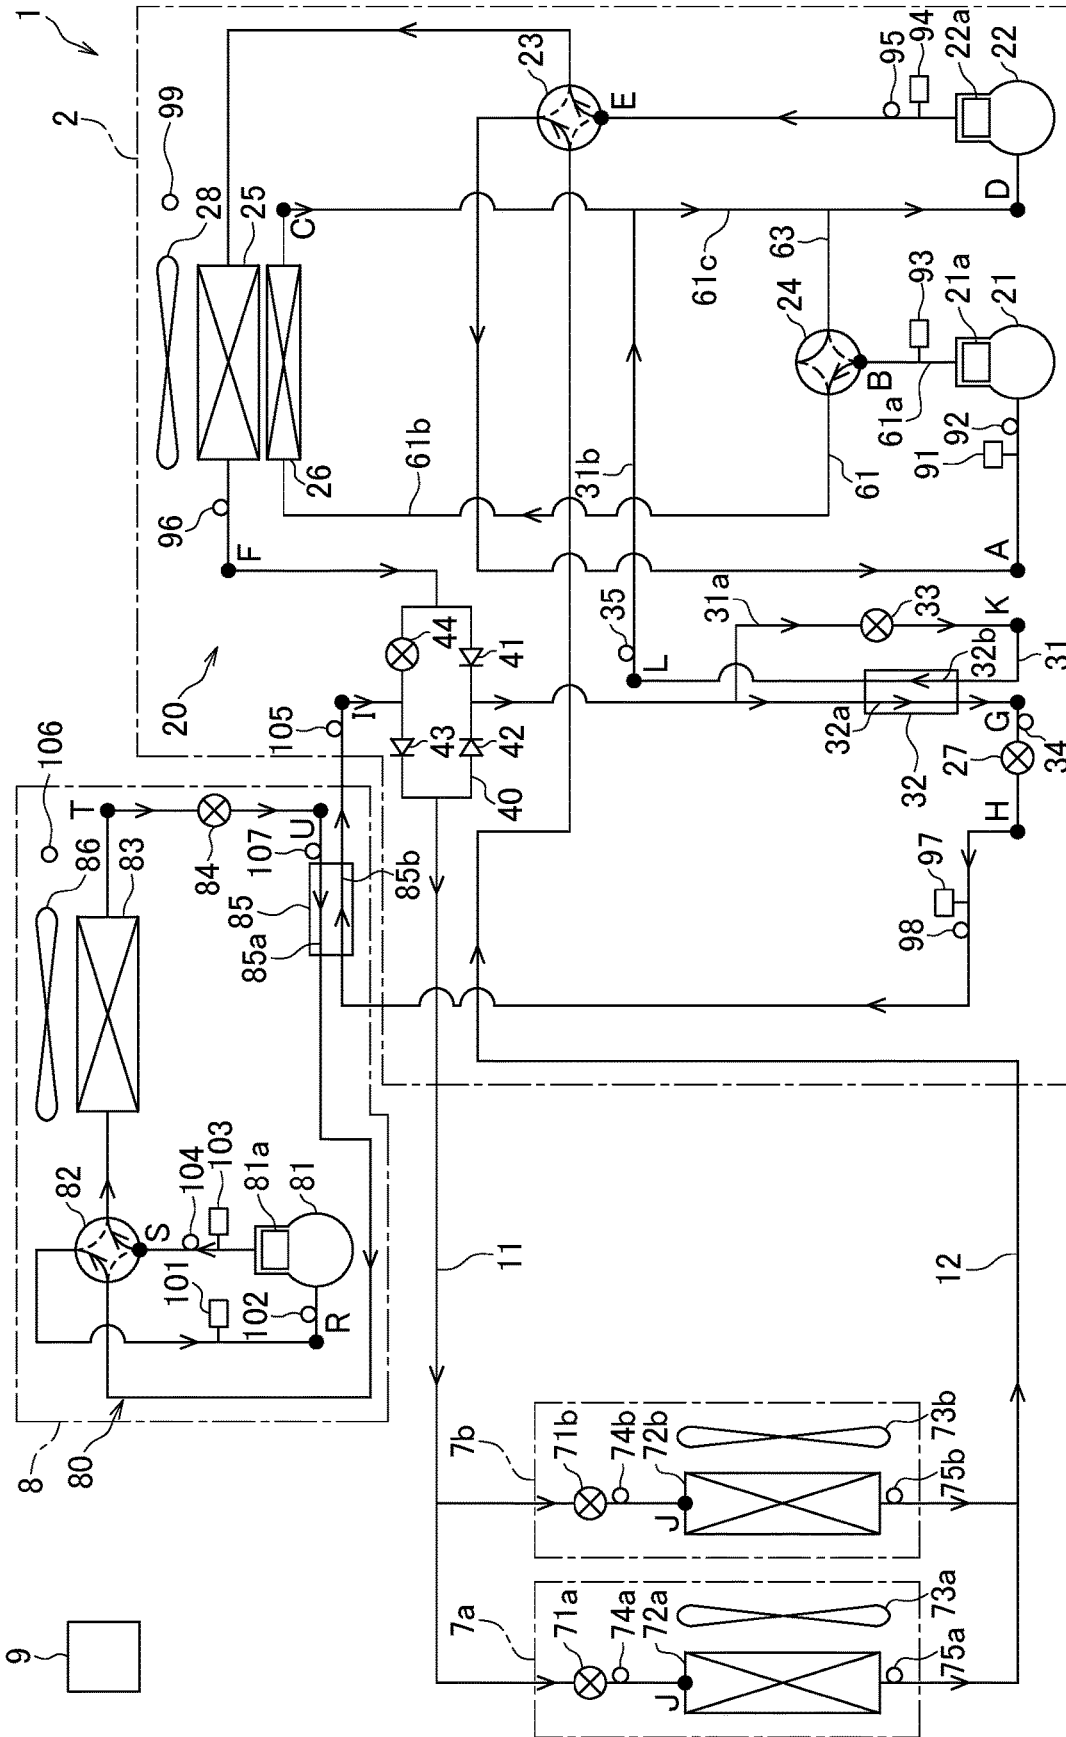 1
2
99
28
25
C
26
96
F
61b
23
E
95
94
22a
22
D
63
61c
24
B
93
21a
21
61a
92
91
61
A
31b
20
106
T
86
83
84
U
107
85
85a
85b
105
I
44
41
43
42
40
35
L
31a
33
K
32b
31
32a
32
G
34
27
H
97
98
82
S
104
103
81a
81
101
102
R
8
80
11
12
7b
71b
74b
72b
J
73b
75b
7a
71a
74a
72a
J
73a
75a
9